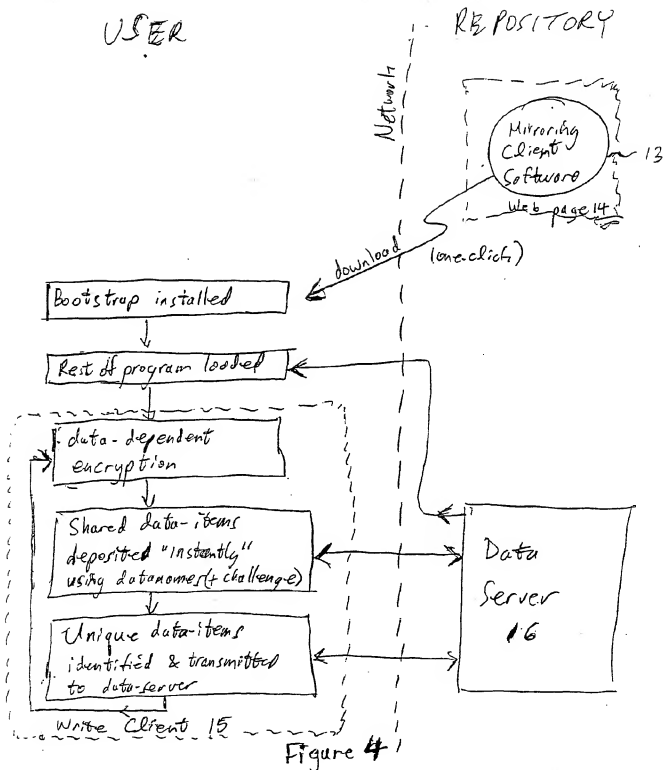 USER
REPOSITORY
Network
Mirroring
Client
Software
13
Web page 14
download
(one-click)
Bootstrap installed
Rest of program loaded
data-dependent
encryption
Shared data-items
deposited "instantly"
using datanames (+ challenge)
Unique data-items
identified & transmitted
to data-server
Write Client 15
Data
Server
16
Figure 4